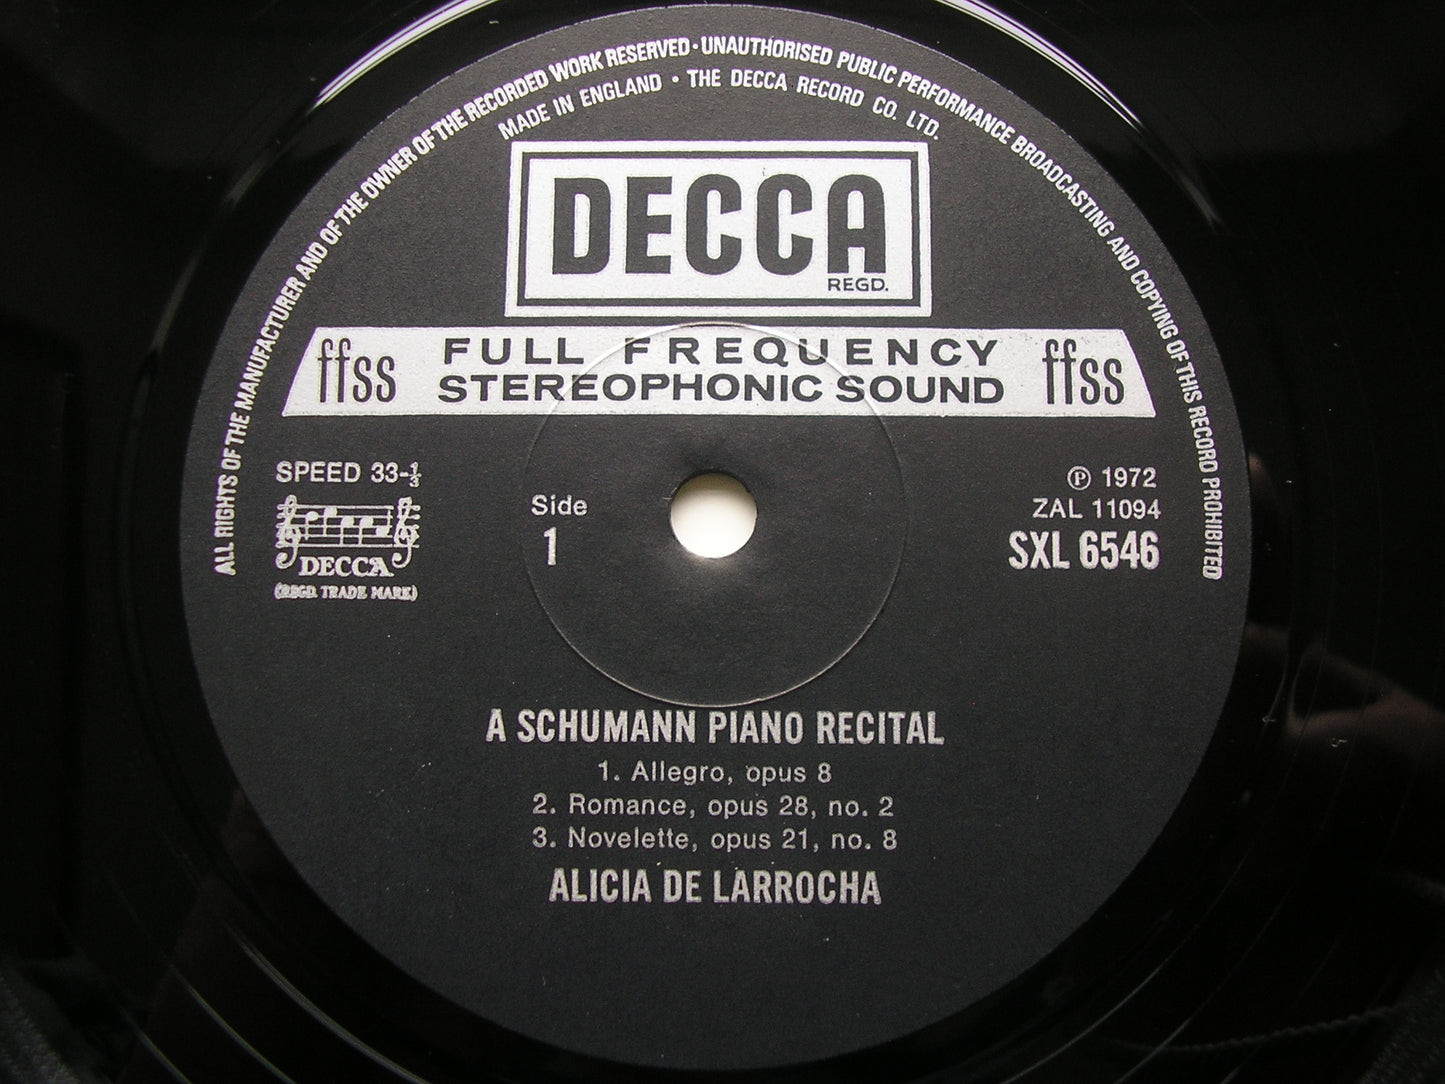 ALL RIGHTS OF THE MANUFACTURER AND OF THE OWNER OF THE RECORDED WORK RESERVED · UNAUTHORISED PUBLIC PERFORMANCE BROADCASTING AND COPYING OF THIS RECORD PROHIBITED
MADE IN ENGLAND • THE DECCA RECORD CO. LTD.
DECCA
REGD.
ffss FULL FREQUENCY STEREOPHONIC SOUND ffss
SPEED 33-⅓
DECCA
(REGD. TRADE MARK)
Side
1
℗ 1972
ZAL 11094
SXL 6546
A SCHUMANN PIANO RECITAL
1. Allegro, opus 8
2. Romance, opus 28, no. 2
3. Novelette, opus 21, no. 8
ALICIA DE LARROCHA